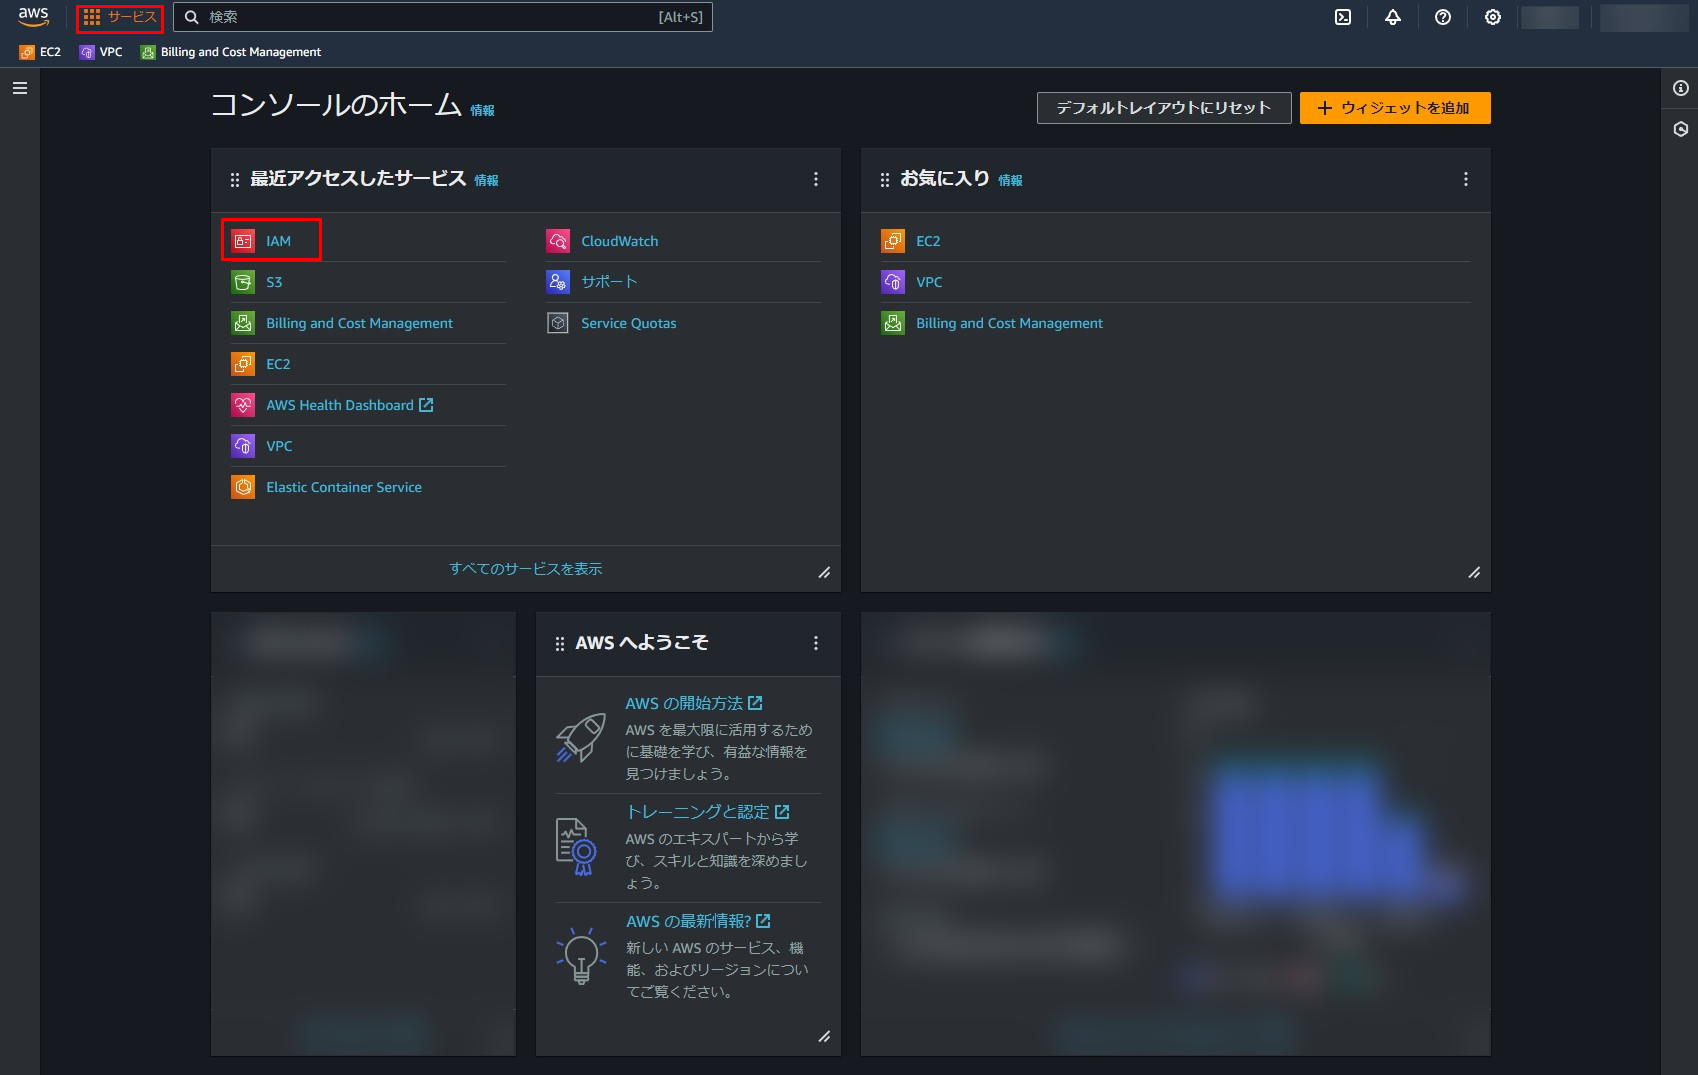 aws
サービス
検索
[Alt+S]
EC2
VPC
Billing and Cost Management
コンソールのホーム 情報
デフォルトレイアウトにリセット
ウィジェットを追加
最近アクセスしたサービス 情報
IAM
S3
Billing and Cost Management
EC2
AWS Health Dashboard
VPC
Elastic Container Service
CloudWatch
サポート
Service Quotas
すべてのサービスを表示
お気に入り 情報
EC2
VPC
Billing and Cost Management
AWS へようこそ
AWS の開始方法
AWS を最大限に活用するため
に基礎を学び、有益な情報を
見つけましょう。
トレーニングと認定
AWS のエキスパートから学
び、スキルと知識を深めまし
ょう。
AWS の最新情報?
新しい AWS のサービス、機
能、およびリージョンについ
てご覧ください。